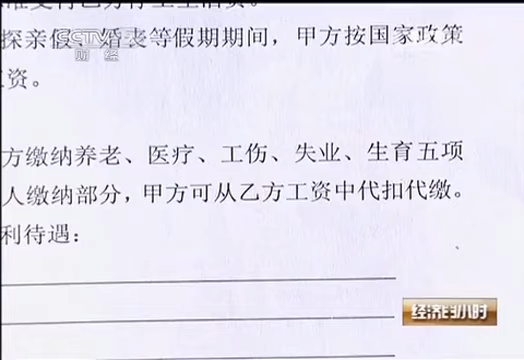 CCTV
财经
探亲假、婚丧等假期期间，甲方按国家政策
资。
方缴纳养老、医疗、工伤、失业、生育五项
人缴纳部分，甲方可从乙方工资中代扣代缴。
利待遇：
经济半小时